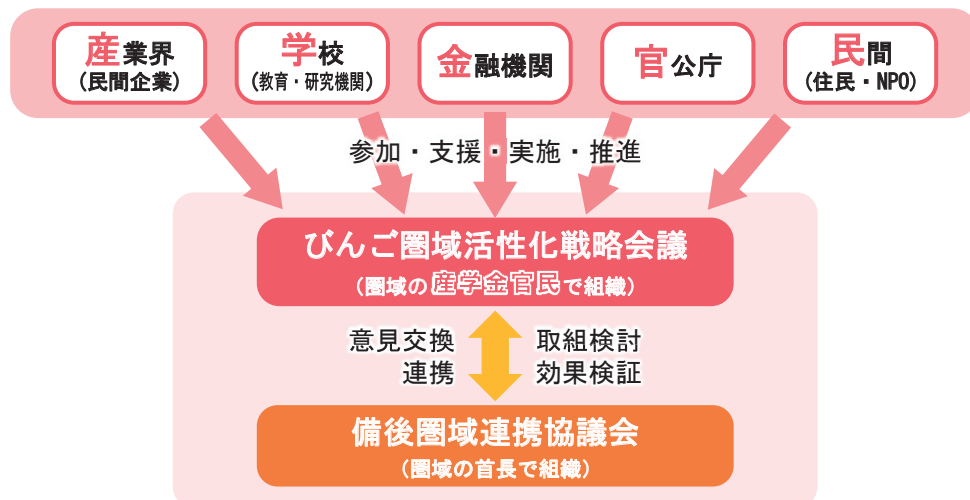 産業界
(民間企業)
学校
(教育・研究機関)
金融機関
官公庁
民間
(住民・NPO)
参加・支援・実施・推進
びんご圏域活性化戦略会議
(圏域の産学金官民で組織)
意見交換
連携
取組検討
効果検証
備後圏域連携協議会
(圏域の首長で組織)